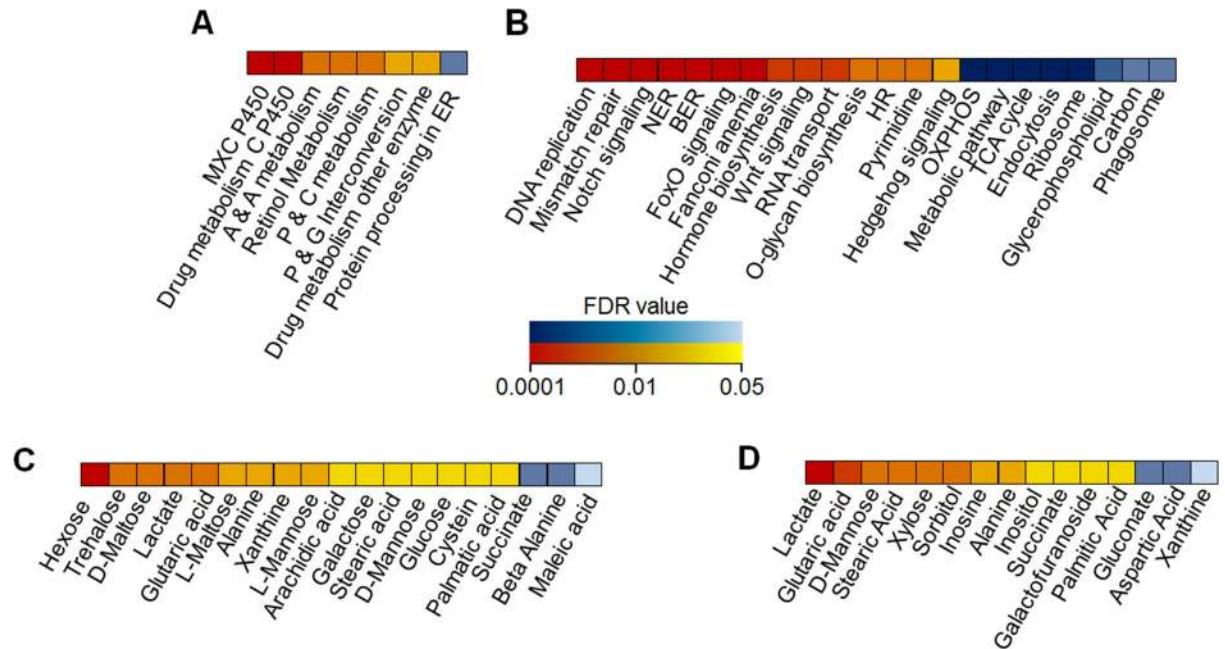 A
MXC P450
Drug metabolism C P450
A & A metabolism
Retinol Metabolism
P & C metabolism
P & G Interconversion
Drug metabolism other enzyme
Protein processing in ER
B
DNA replication
Mismatch repair
Notch signaling
NER
BER
FoxO signaling
Fanconi anemia
Hormone biosynthesis
Wnt signaling
RNA transport
O-glycan biosynthesis
HR
Pyrimidine
Hedgehog signaling
OXPHOS
Metabolic pathway
TCA cycle
Endocytosis
Ribosome
Glycerophospholipid
Carbon
Phagosome
FDR value
0.0001 0.01 0.05
C
Hexose
Trehalose
D-Maltose
Lactate
Glutaric acid
L-Maltose
Alanine
Xanthine
L-Mannose
Arachidic acid
Galactose
Stearic acid
D-Mannose
Glucose
Cystein
Palmatic acid
Succinate
Beta Alanine
Maleic acid
D
Lactate
Glutaric acid
D-Mannose
Stearic Acid
Xylose
Sorbitol
Inosine
Alanine
Inositol
Succinate
Galactofuranoside
Palmitic Acid
Gluconate
Aspartic Acid
Xanthine